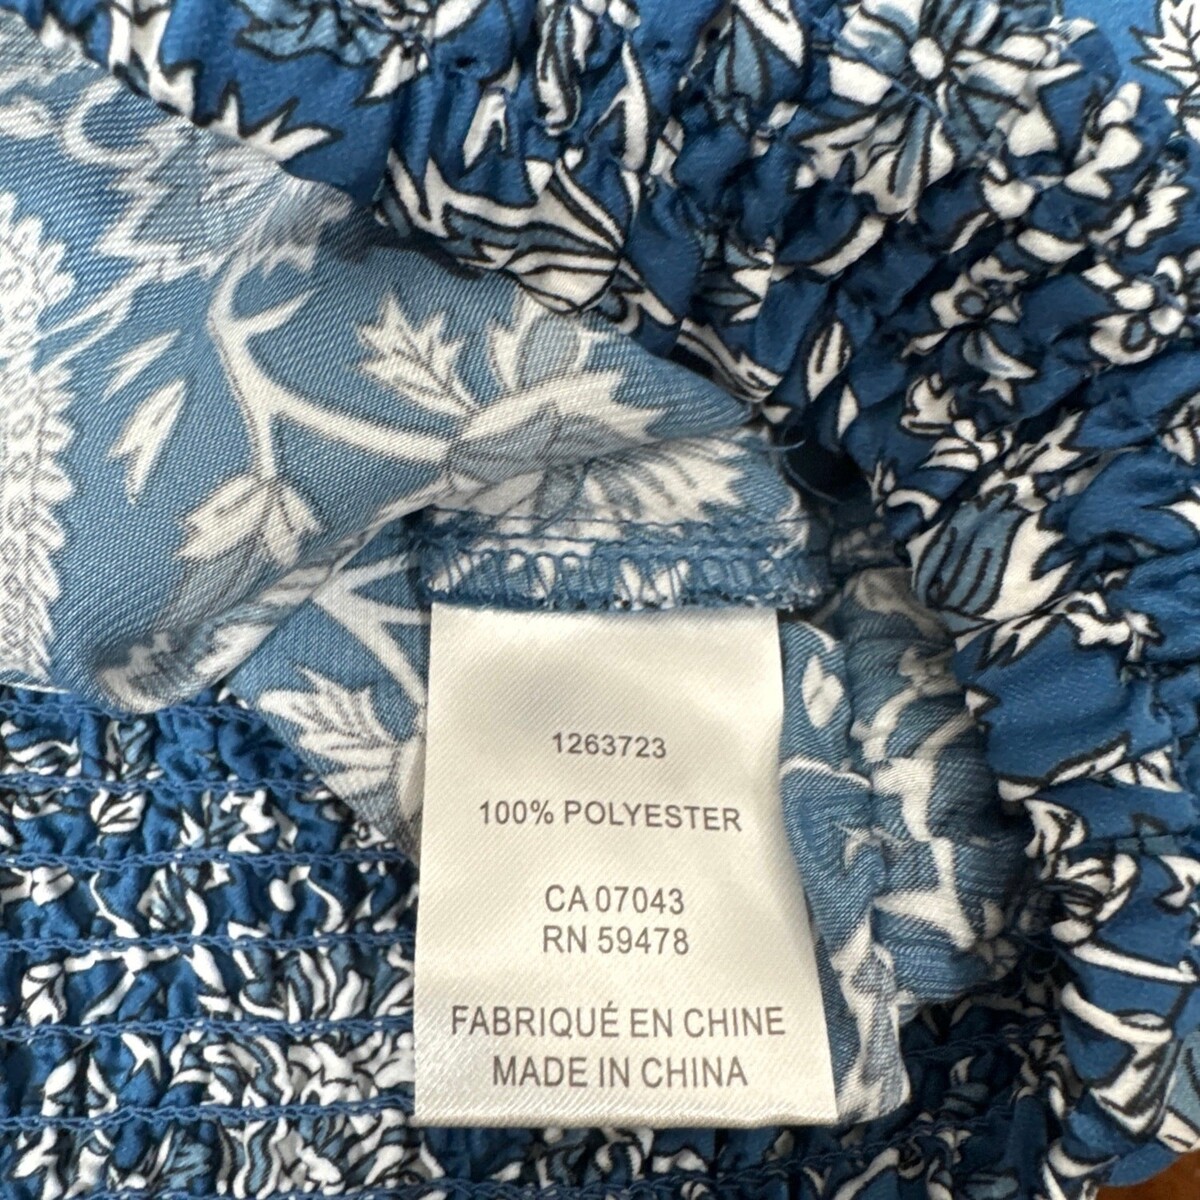 1263723
100% POLYESTER
CA 07043
RN 59478
FABRIQUÉ EN CHINE
MADE IN CHINA